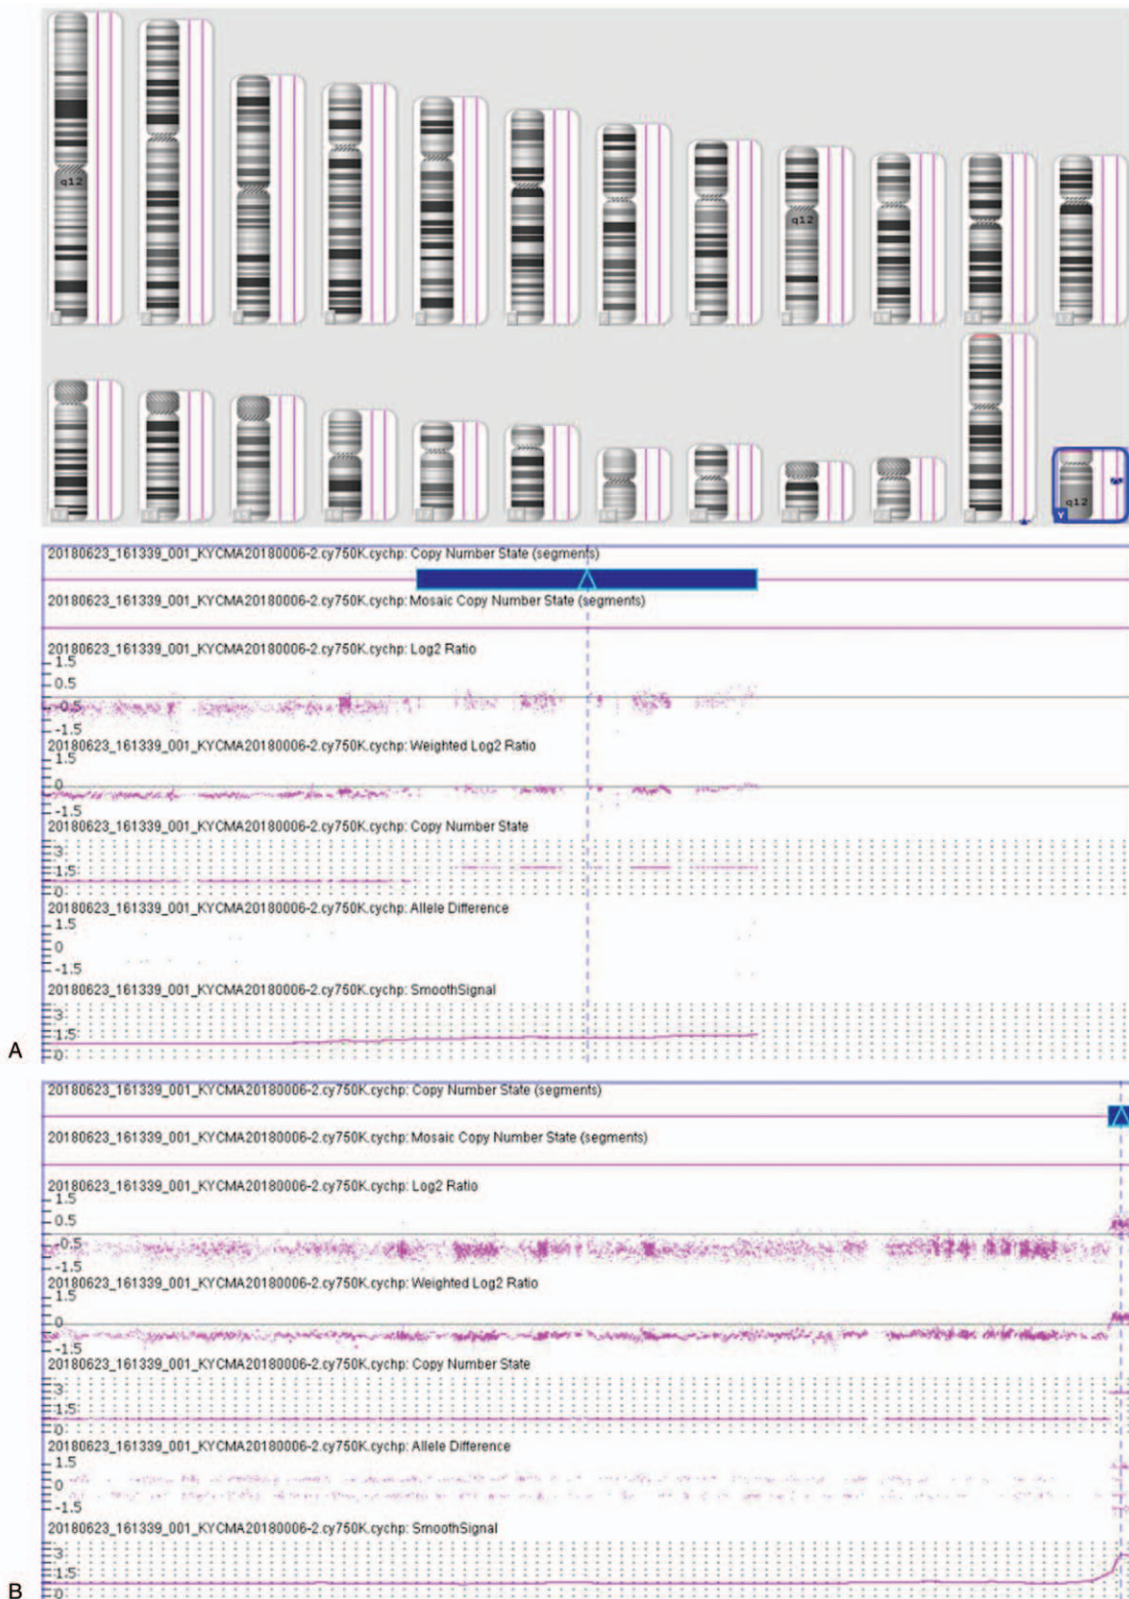 q12
q12
q12
Y
20180623_161339_001_KYCMA20180006-2.cy750K.cychp: Copy Number State (segments)
20180623_161339_001_KYCMA20180006-2.cy750K.cychp: Mosaic Copy Number State (segments)
20180623_161339_001_KYCMA20180006-2.cy750K.cychp: Log2 Ratio
1.5
0.5
-0.5
-1.5
20180623_161339_001_KYCMA20180006-2.cy750K.cychp: Weighted Log2 Ratio
1.5
0
-1.5
20180623_161339_001_KYCMA20180006-2.cy750K.cychp: Copy Number State
3
1.5
0
20180623_161339_001_KYCMA20180006-2.cy750K.cychp: Allele Difference
1.5
0
-1.5
20180623_161339_001_KYCMA20180006-2.cy750K.cychp: SmoothSignal
3
1.5
0
A
20180623_161339_001_KYCMA20180006-2.cy750K.cychp: Copy Number State (segments)
20180623_161339_001_KYCMA20180006-2.cy750K.cychp: Mosaic Copy Number State (segments)
20180623_161339_001_KYCMA20180006-2.cy750K.cychp: Log2 Ratio
1.5
0.5
-0.5
-1.5
20180623_161339_001_KYCMA20180006-2.cy750K.cychp: Weighted Log2 Ratio
1.5
0
-1.5
20180623_161339_001_KYCMA20180006-2.cy750K.cychp: Copy Number State
3
1.5
0
20180623_161339_001_KYCMA20180006-2.cy750K.cychp: Allele Difference
1.5
0
-1.5
20180623_161339_001_KYCMA20180006-2.cy750K.cychp: SmoothSignal
3
1.5
0
B